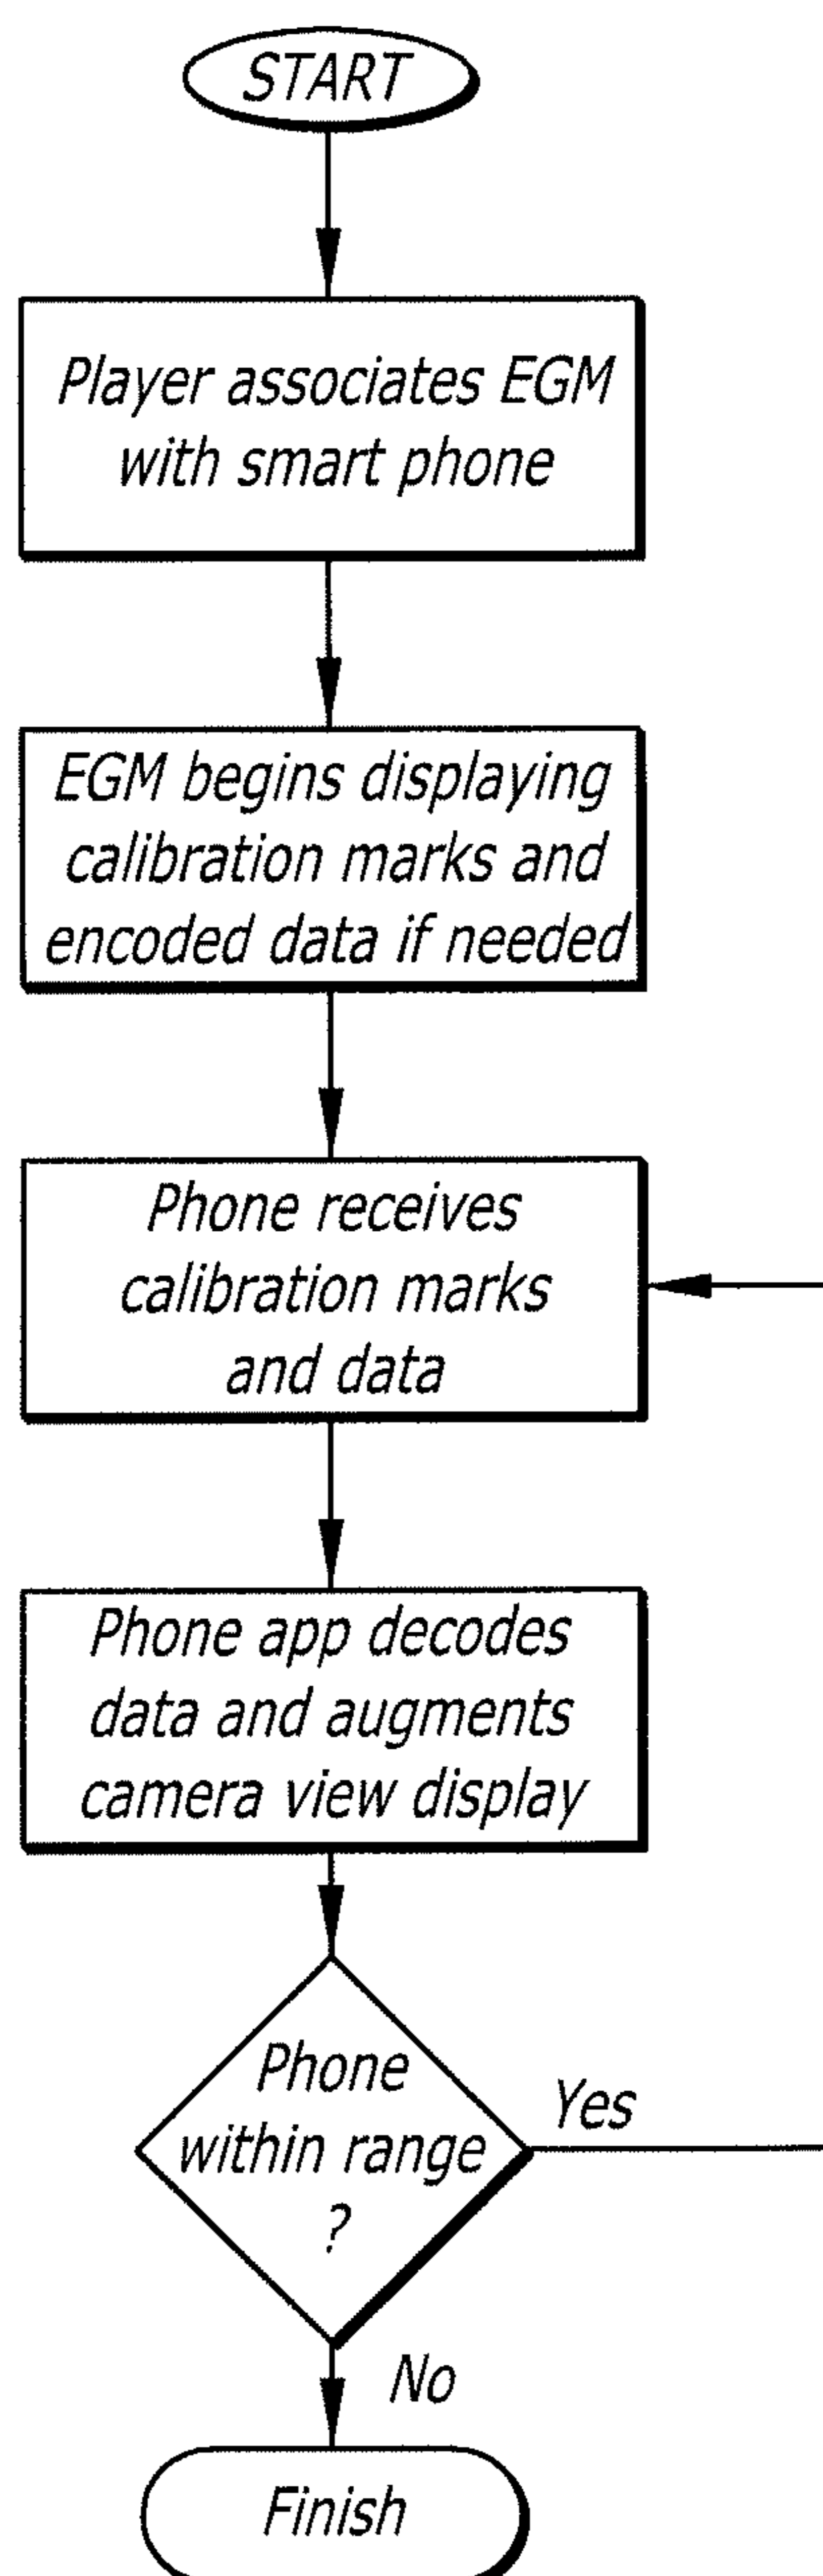 START
Player associates EGM
with smart phone
EGM begins displaying
calibration marks and
encoded data if needed
Phone receives
calibration marks
and data
Phone app decodes
data and augments
camera view display
Phone
within range
?
Yes
No
Finish